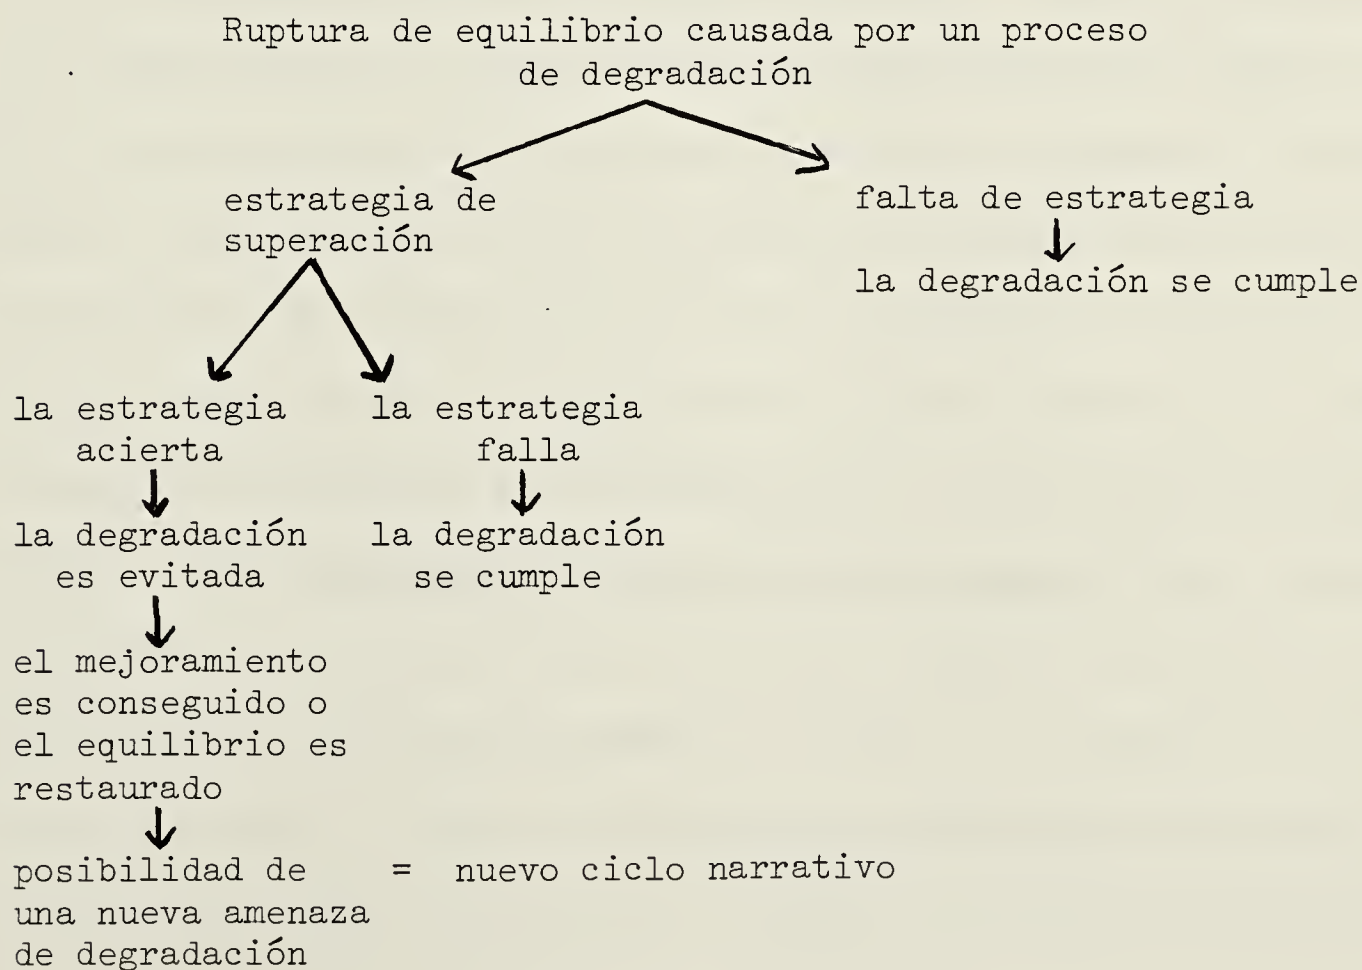 Ruptura de equilibrio causada por un proceso
de degradación
estrategia de
superación
falta de estrategia
la degradación se cumple
la estrategia
acierta
la estrategia
falla
la degradación
es evitada
la degradación
se cumple
el mejoramiento
es conseguido o
el equilibrio es
restaurado
posibilidad de
una nueva amenaza
de degradación
= nuevo ciclo narrativo